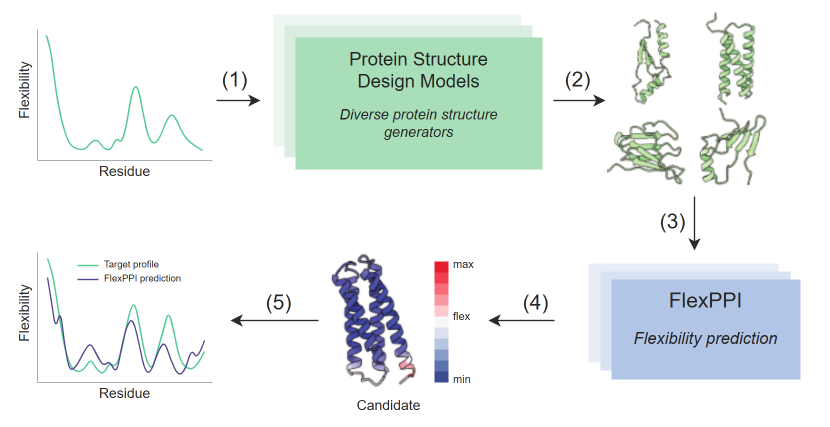 Flexibility
Residue
(1)
Protein Structure
Design Models
Diverse protein structure
generators
(2)
(3)
FlexPPI
Flexibility prediction
(4)
max
flex
min
Candidate
(5)
Target profile
FlexPPI prediction
Flexibility
Residue